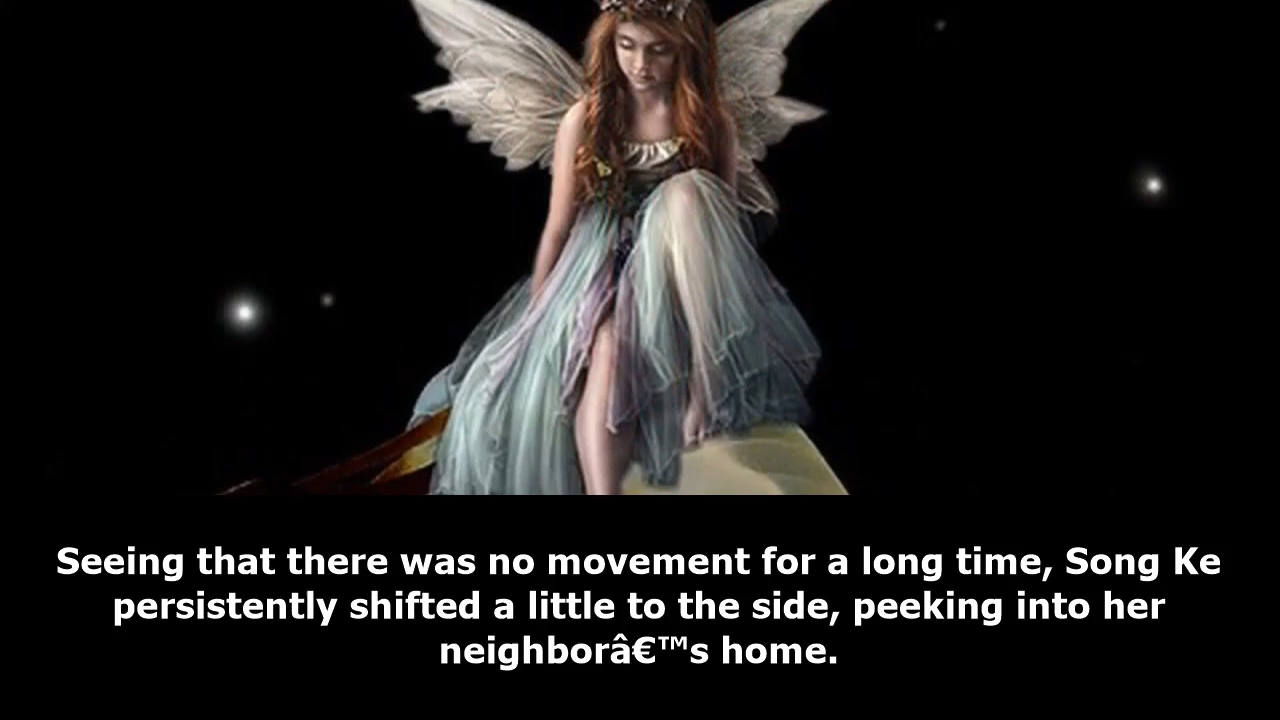 Seeing that there was no movement for a long time, Song Ke
persistently shifted a little to the side, peeking into her
neighborâ€™s home.